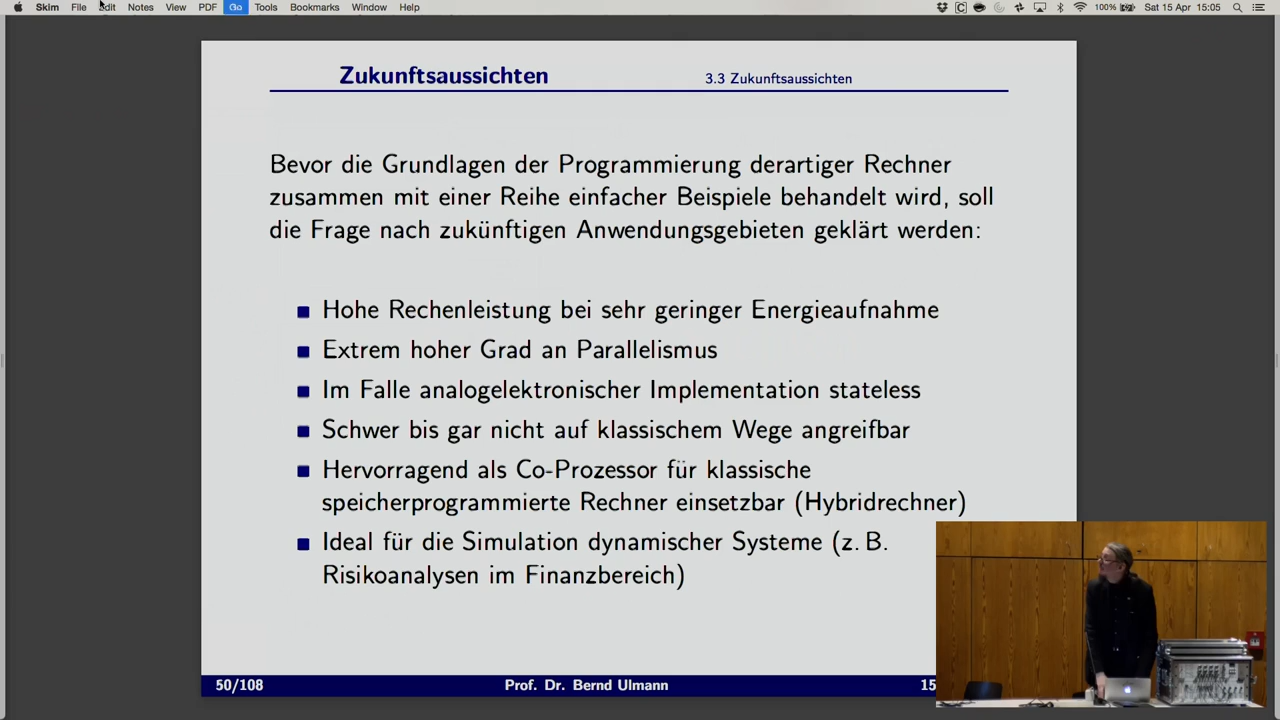 Skim File Edit Notes View PDF Go Tools Bookmarks Window Help 100% Sat 15 Apr 15:05
Zukunftsaussichten 3.3 Zukunftsaussichten
Bevor die Grundlagen der Programmierung derartiger Rechner
zusammen mit einer Reihe einfacher Beispiele behandelt wird, soll
die Frage nach zukünftigen Anwendungsgebieten geklärt werden:
Hohe Rechenleistung bei sehr geringer Energieaufnahme
Extrem hoher Grad an Parallelismus
Im Falle analogelektronischer Implementation stateless
Schwer bis gar nicht auf klassischem Wege angreifbar
Hervorragend als Co-Prozessor für klassische
speicherprogrammierte Rechner einsetzbar (Hybridrechner)
Ideal für die Simulation dynamischer Systeme (z. B.
Risikoanalysen im Finanzbereich)
50/108 Prof. Dr. Bernd Ulmann 15